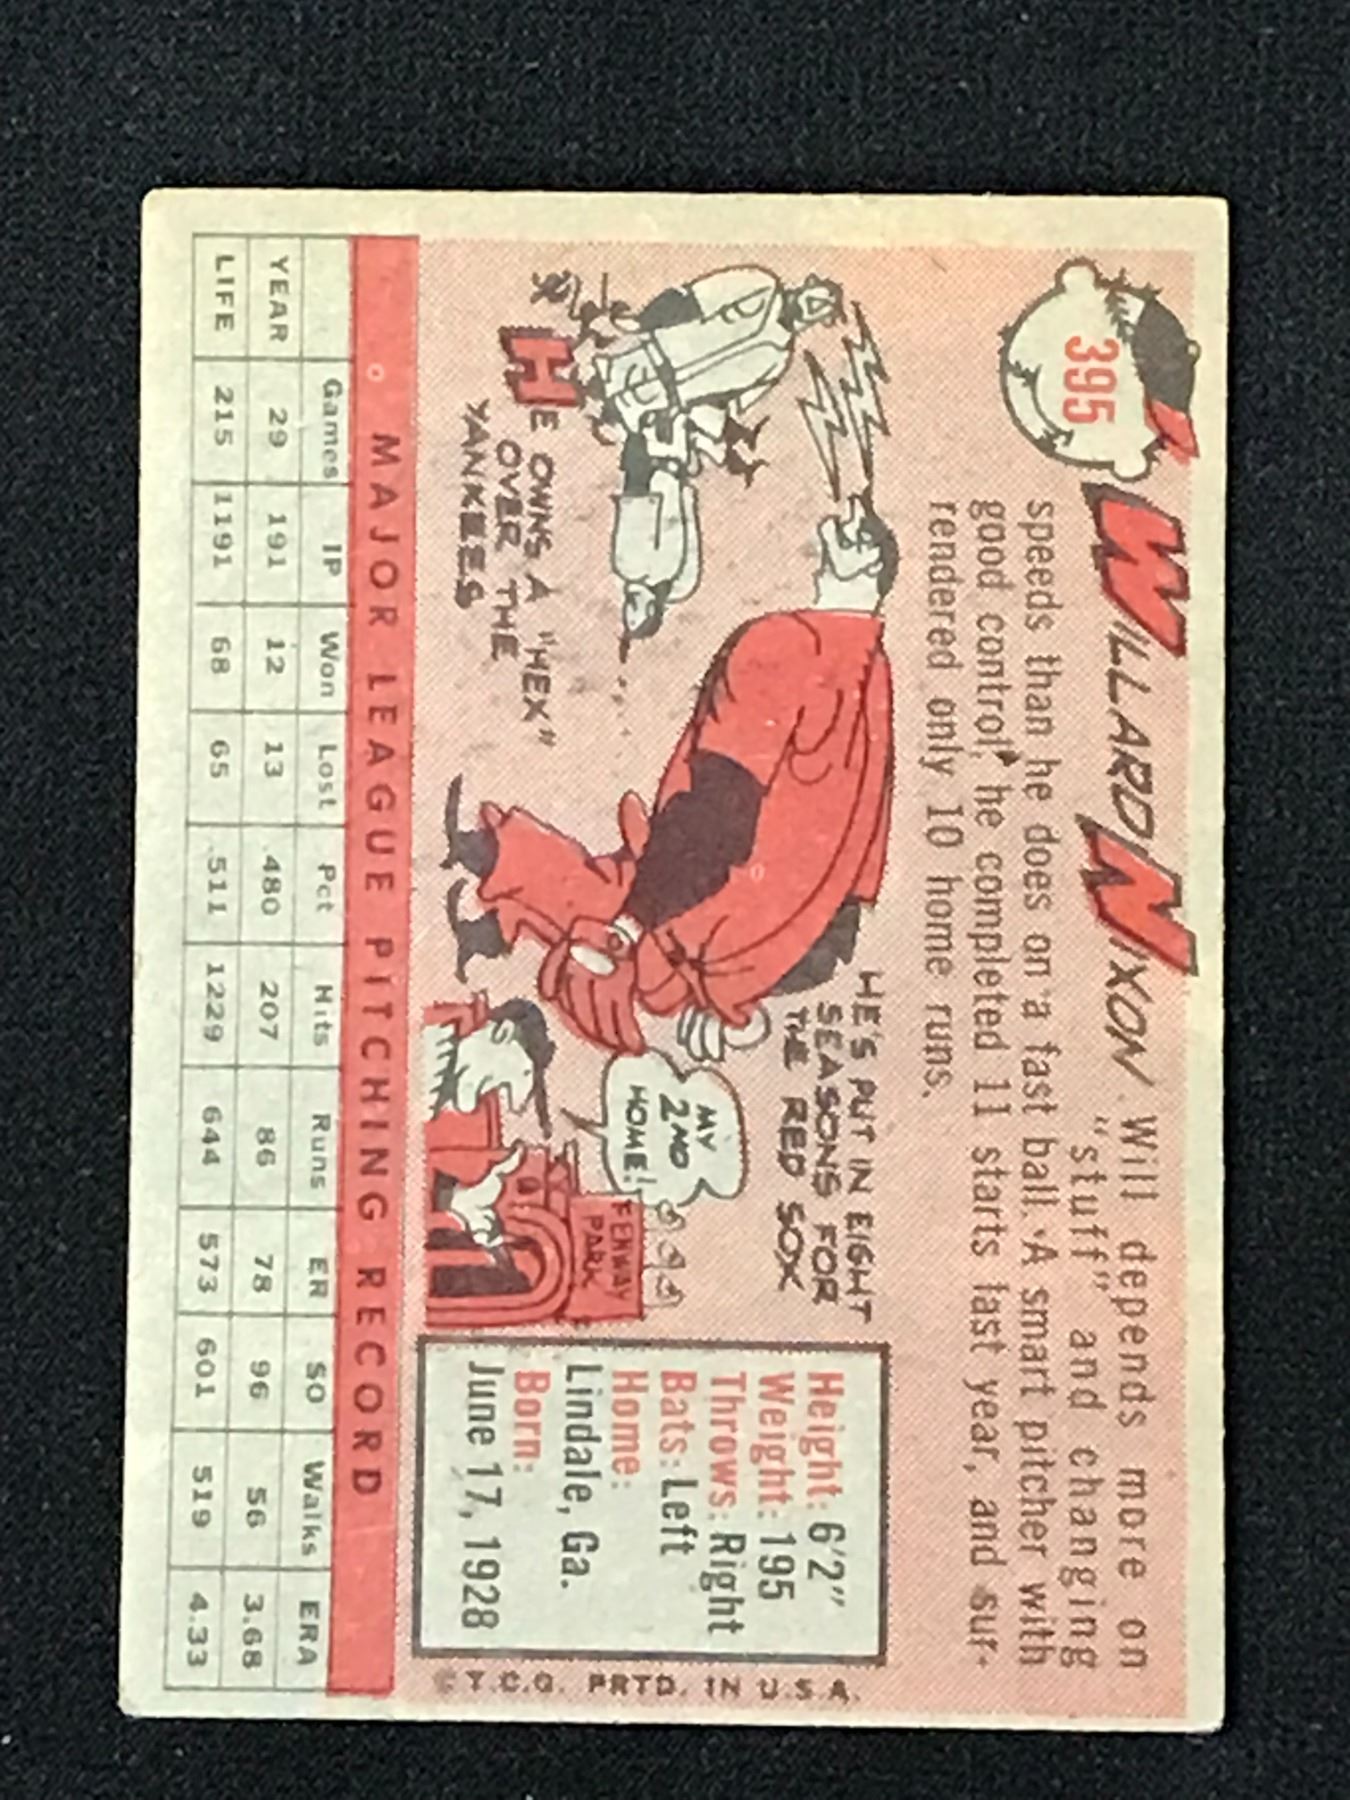 395
WILLARD NIXON
Will depends more on
"stuff" and changing
speeds than he does on a fast ball. A smart pitcher with
good control, he completed 11 starts last year, and sur-
rendered only 10 home runs.
HE OWNS A "HEX"
OVER THE
YANKEES
HE'S PUT IN EIGHT
SEASONS FOR
THE RED SOX
MY
2ND
HOME!
FENWAY
PARK
Height: 6'2"
Weight: 195
Throws: Right
Bats: Left
Home:
Lindale, Ga.
Born:
June 17, 1928
© T.C.G. PRTD. IN U.S.A.
MAJOR LEAGUE PITCHING RECORD
Games IP Won Lost Pct Hits Runs ER SO Walks ERA
YEAR 29 191 12 13 .480 207 86 78 96 56 3.68
LIFE 215 1191 68 65 .511 1229 644 573 601 519 4.33